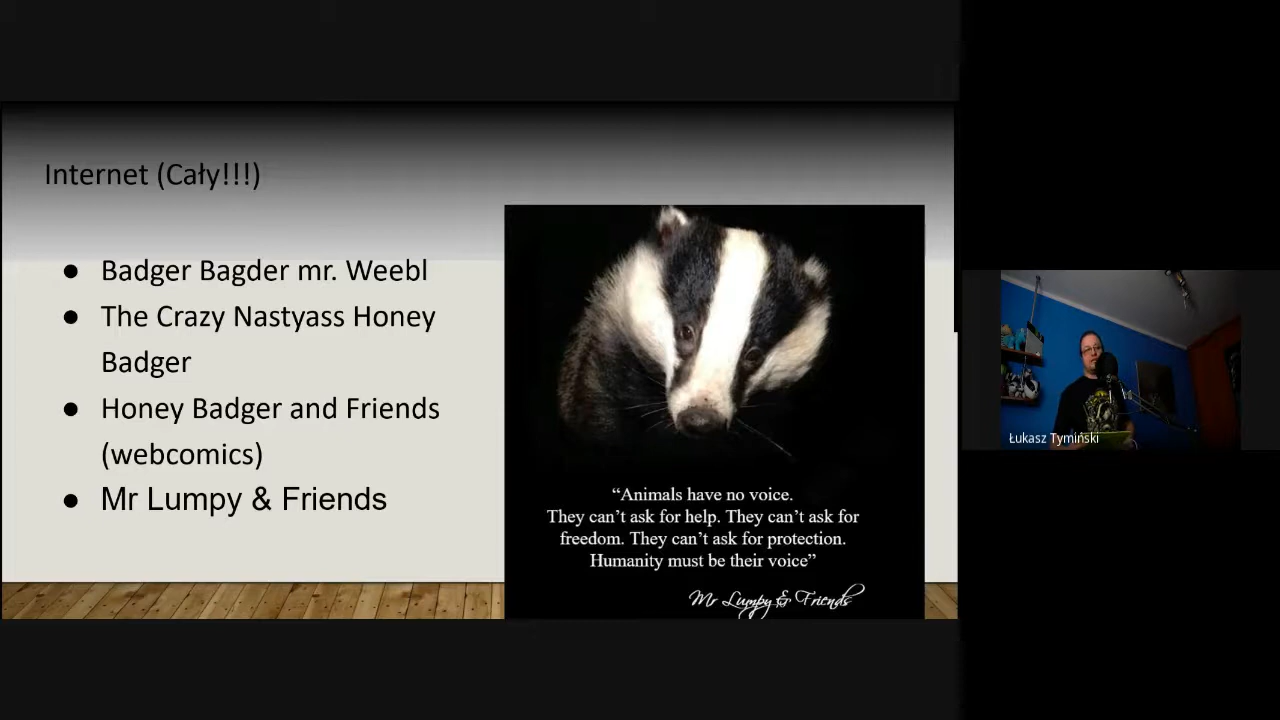 Internet (Cały!!!)
● Badger Bagder mr. Weebl
● The Crazy Nastyass Honey
Badger
● Honey Badger and Friends
(webcomics)
● Mr Lumpy & Friends
“Animals have no voice.
They can’t ask for help. They can’t ask for
freedom. They can’t ask for protection.
Humanity must be their voice”
Mr Lumpy & Friends
Łukasz Tymiński